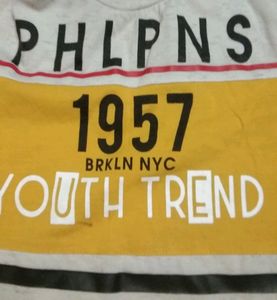 PHLPNS
1957
BRKLN NYC
YOUTH TREND